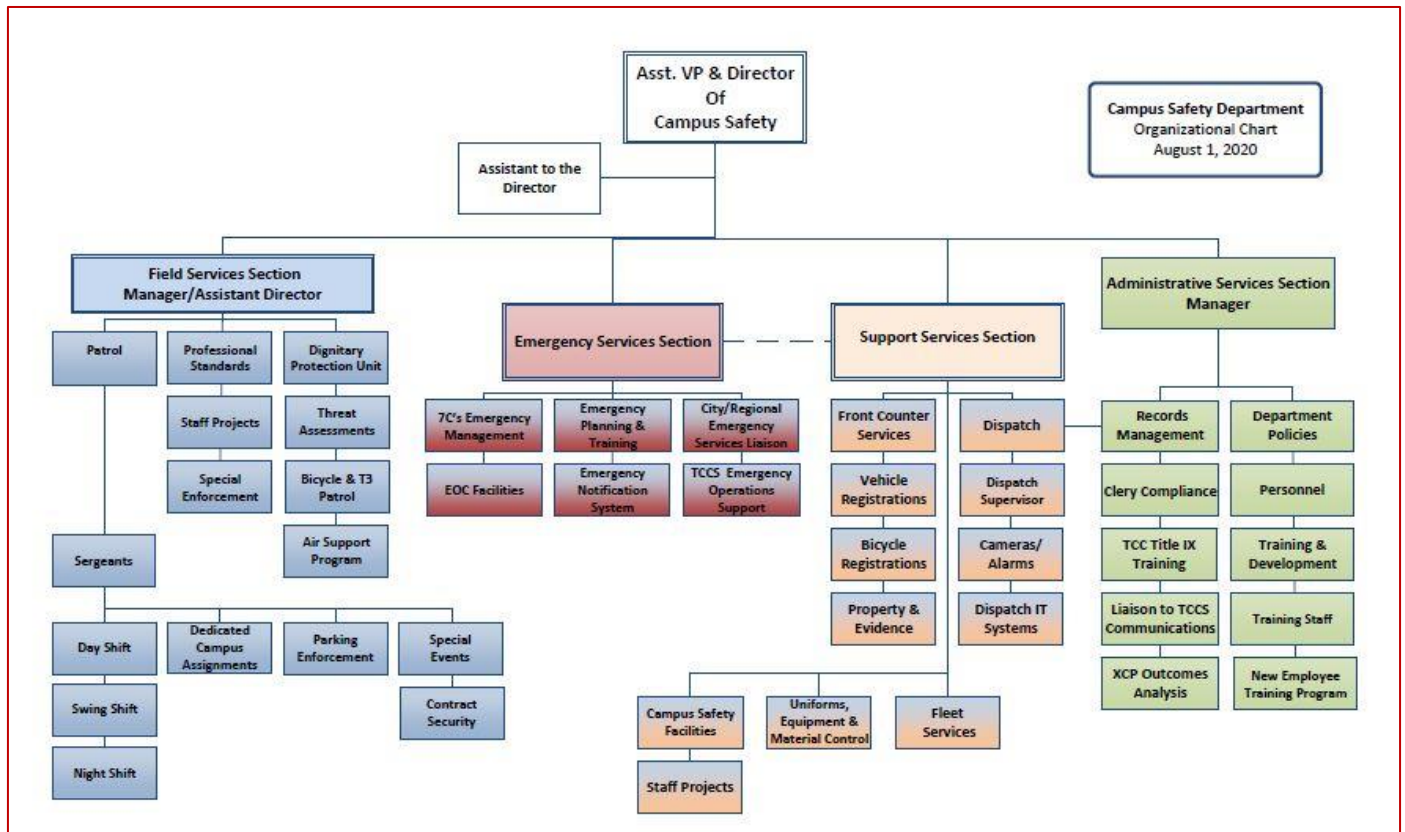 Asst. VP & Director
Of
Campus Safety
Campus Safety Department
Organizational Chart
August 1, 2020
Assistant to the
Director
Field Services Section
Manager/Assistant Director
Emergency Services Section
Support Services Section
Administrative Services Section
Manager
Patrol
Professional
Standards
Dignitary
Protection Unit
Staff Projects
Threat
Assessments
Special
Enforcement
Bicycle & T3
Patrol
Air Support
Program
Sergeants
Day Shift
Dedicated
Campus
Assignments
Parking
Enforcement
Special
Events
Swing Shift
Contract
Security
Night Shift
7C's Emergency
Management
Emergency
Planning &
Training
City/Regional
Emergency
Services Liaison
EOC Facilities
Emergency
Notification
System
TCCS Emergency
Operations
Support
Front Counter
Services
Dispatch
Vehicle
Registrations
Dispatch
Supervisor
Bicycle
Registrations
Cameras/
Alarms
Property &
Evidence
Dispatch IT
Systems
Campus Safety
Facilities
Uniforms,
Equipment &
Material Control
Fleet
Services
Staff Projects
Records
Management
Department
Policies
Clery Compliance
Personnel
TCC Title IX
Training
Training &
Development
Liaison to TCCS
Communications
Training Staff
XCP Outcomes
Analysis
New Employee
Training Program